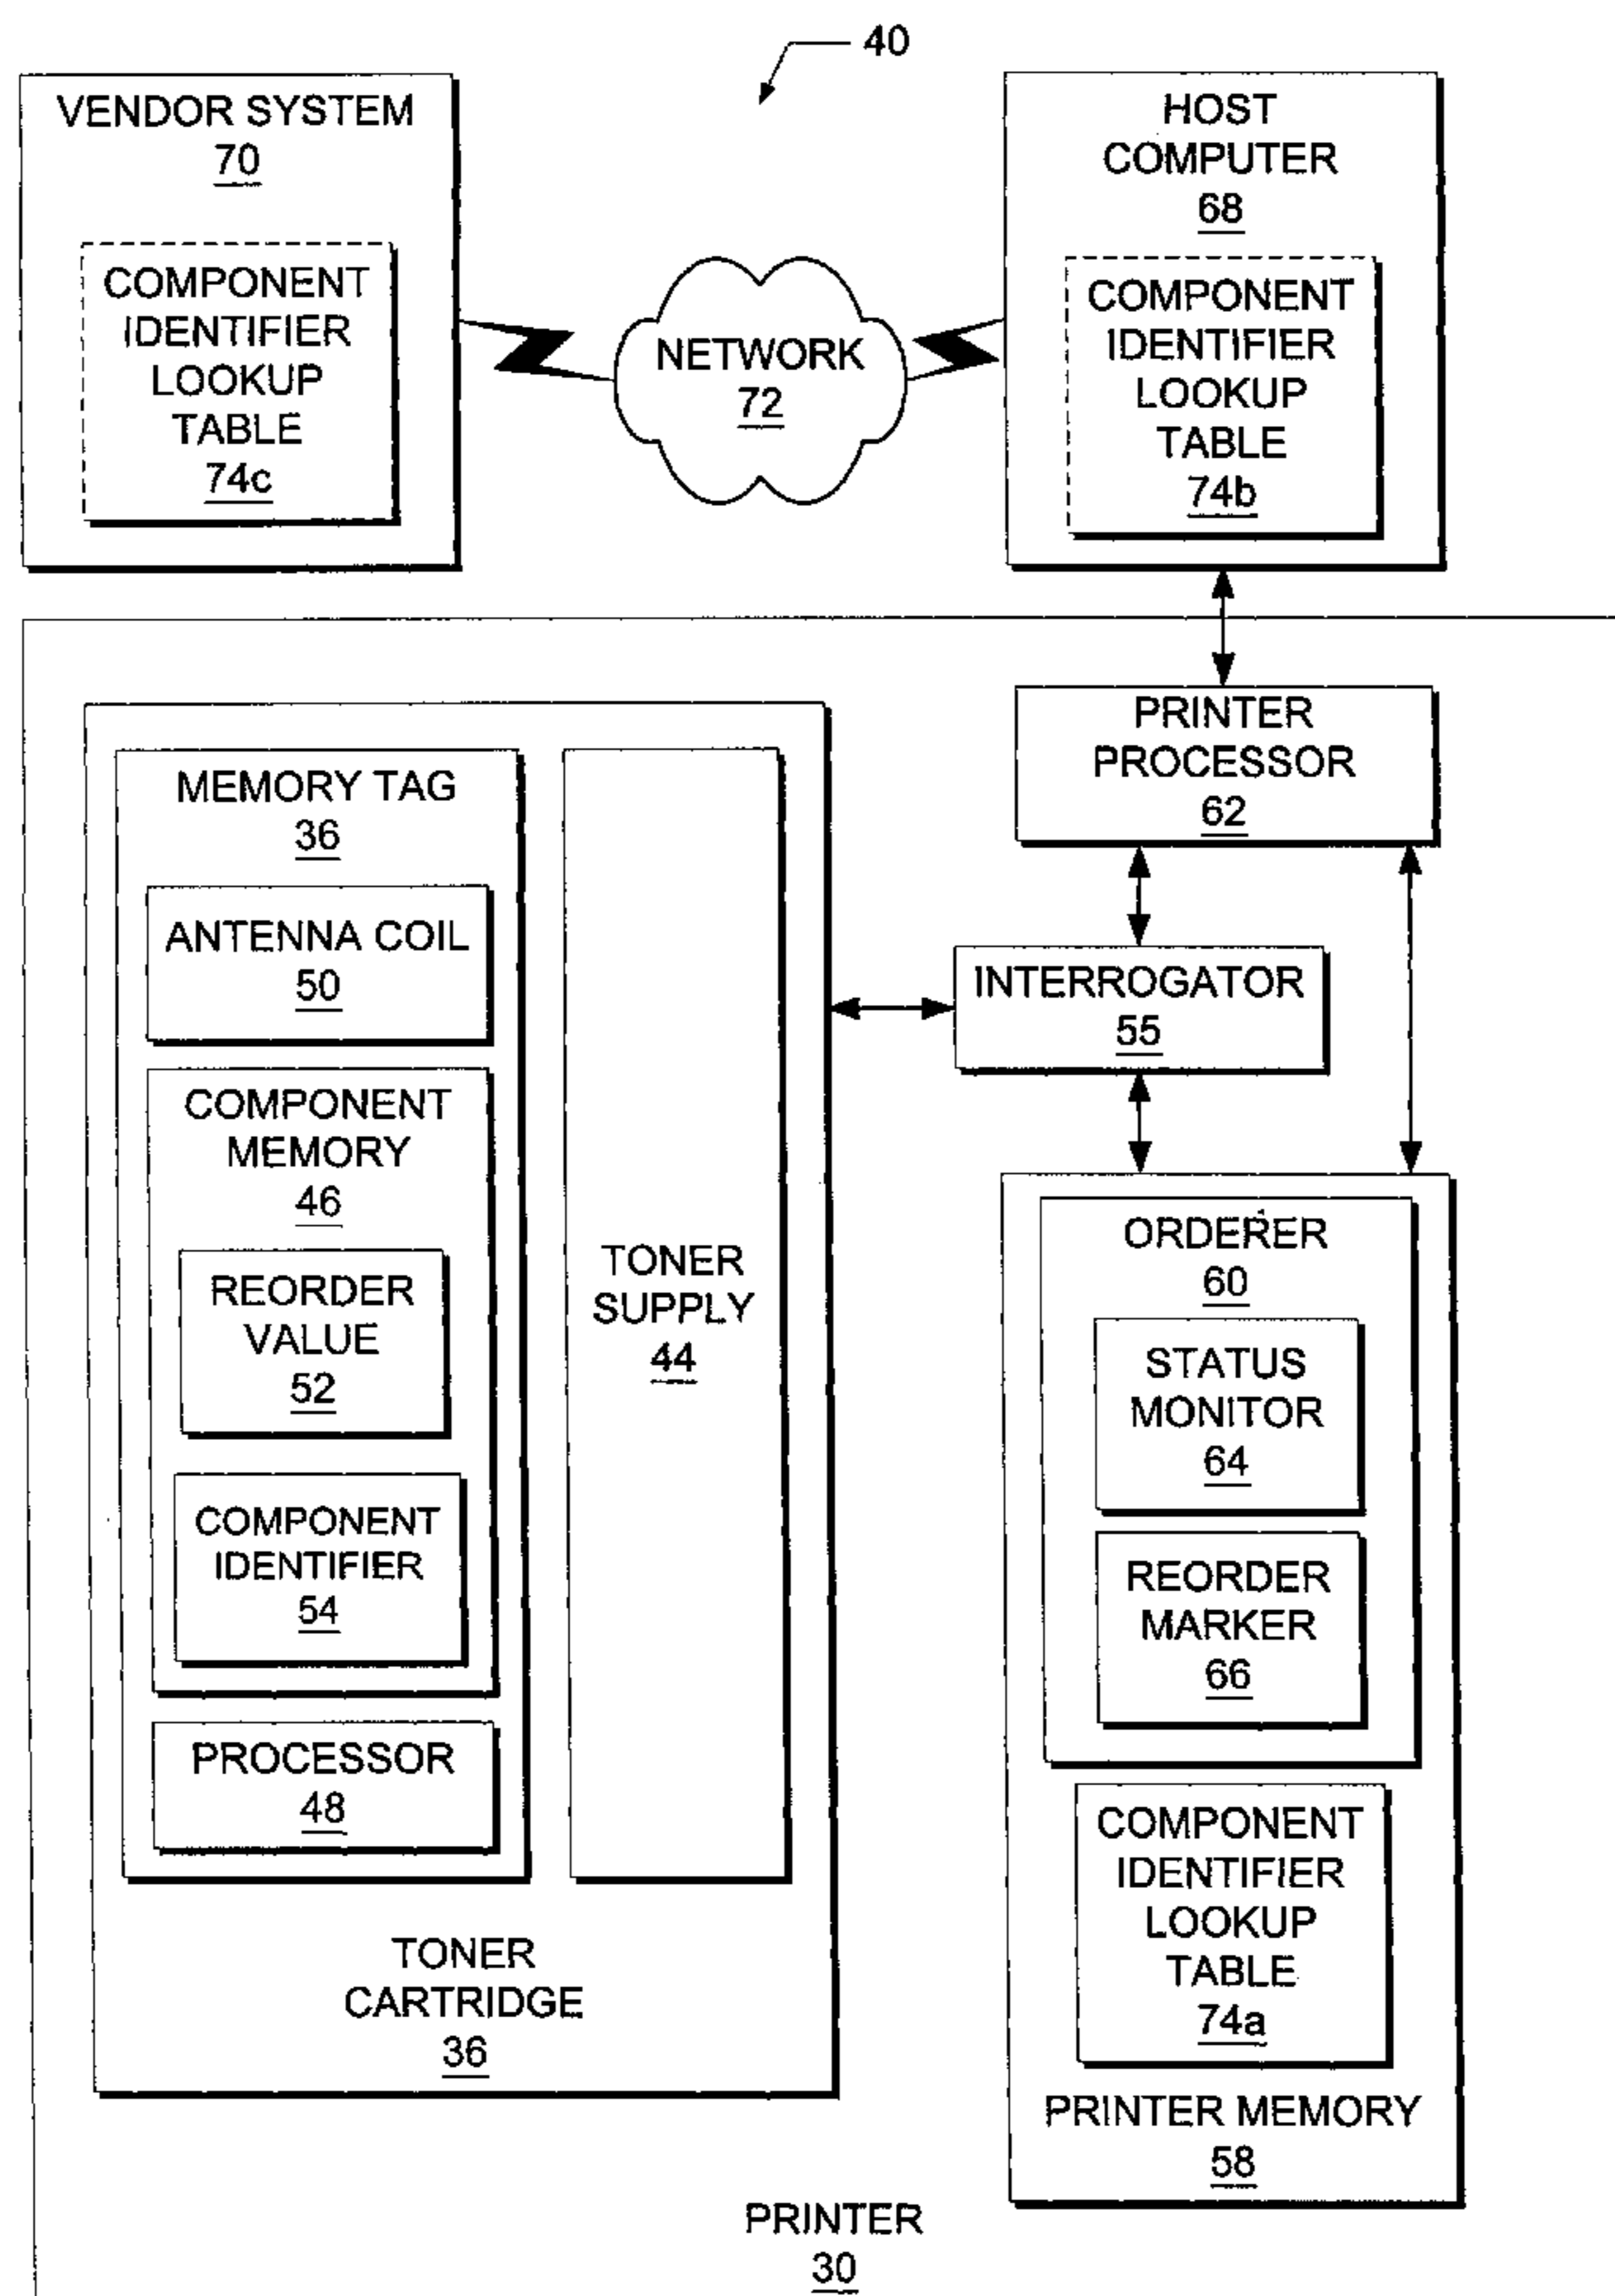 40
VENDOR SYSTEM
70
COMPONENT
IDENTIFIER
LOOKUP
TABLE
74c
NETWORK
72
HOST
COMPUTER
68
COMPONENT
IDENTIFIER
LOOKUP
TABLE
74b
PRINTER
PROCESSOR
62
MEMORY TAG
36
ANTENNA COIL
50
COMPONENT
MEMORY
46
REORDER
VALUE
52
COMPONENT
IDENTIFIER
54
PROCESSOR
48
TONER
SUPPLY
44
TONER
CARTRIDGE
36
INTERROGATOR
55
ORDERER
60
STATUS
MONITOR
64
REORDER
MARKER
66
COMPONENT
IDENTIFIER
LOOKUP
TABLE
74a
PRINTER MEMORY
58
PRINTER
30